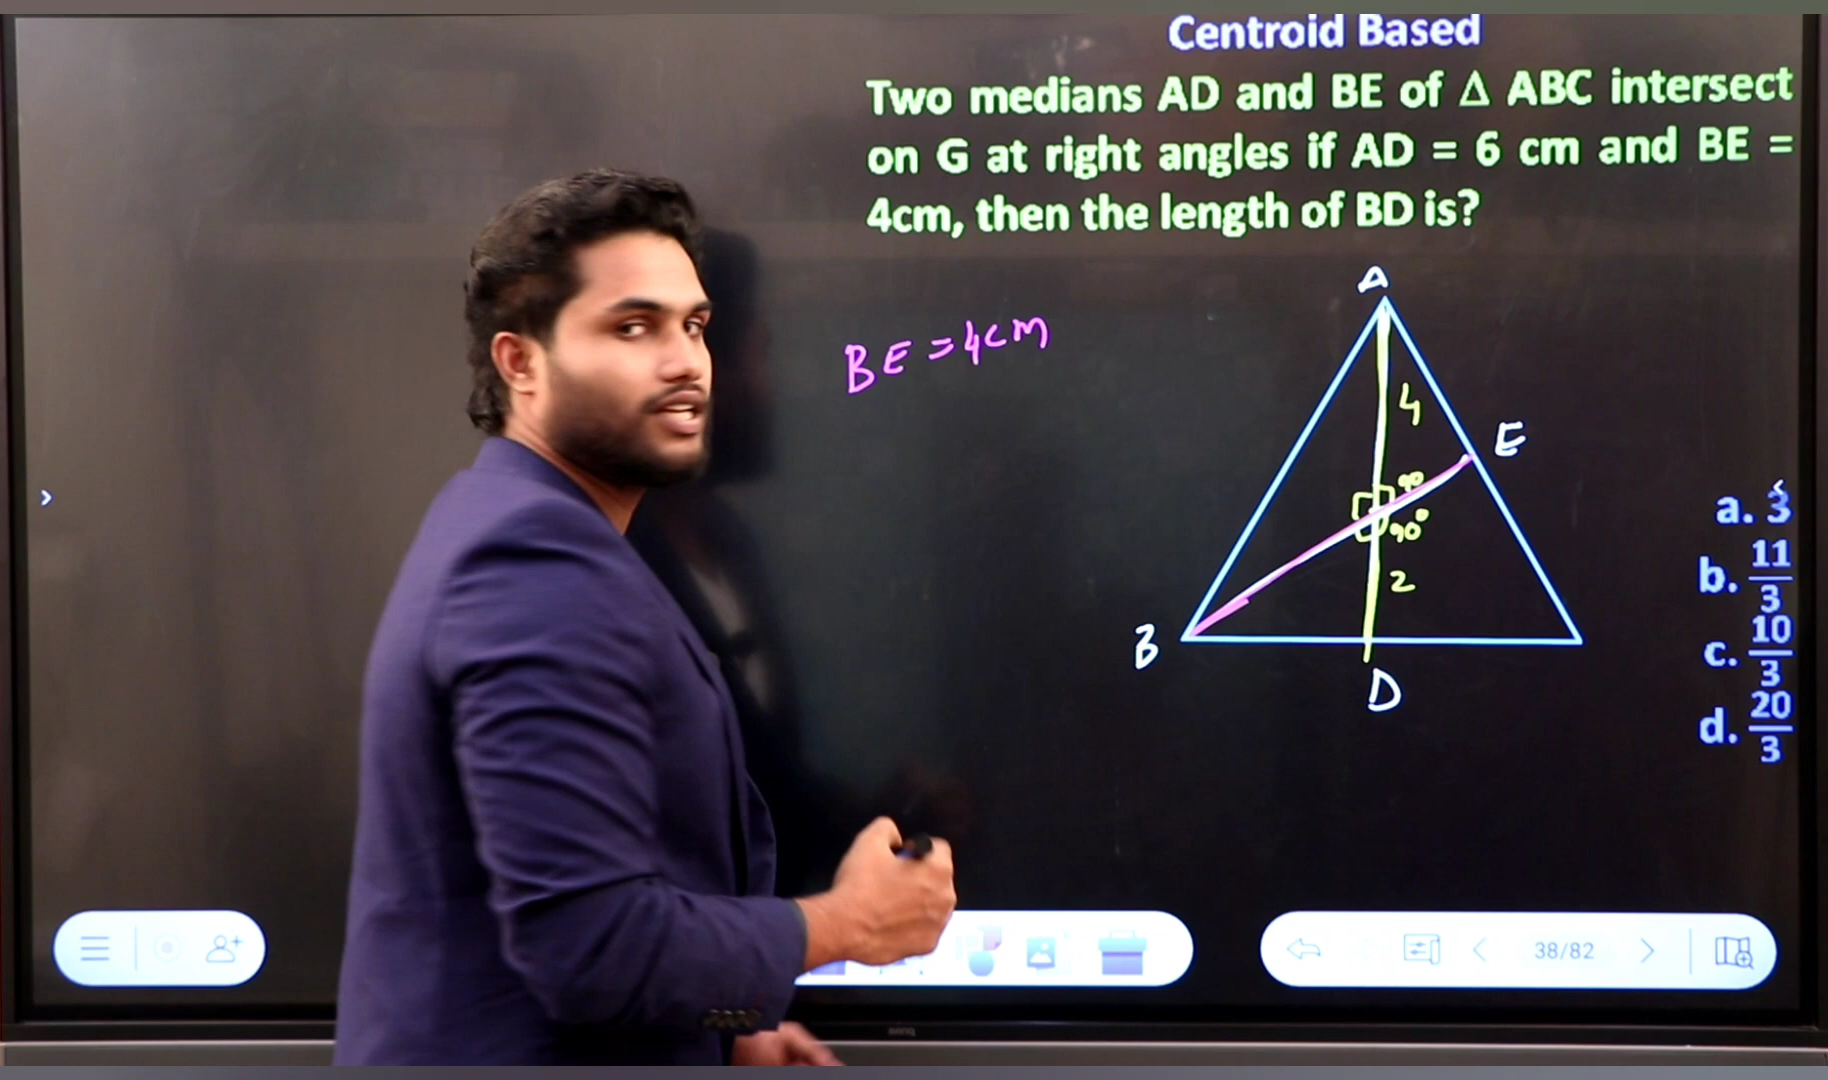 Centroid Based
Two medians AD and BE of Δ ABC intersect
on G at right angles if AD = 6 cm and BE =
4cm, then the length of BD is?
BE = 4cm
A
4
E
90
90°
2
B
D
a. 3
b. 11/3
c. 10/3
d. 20/3
38/82